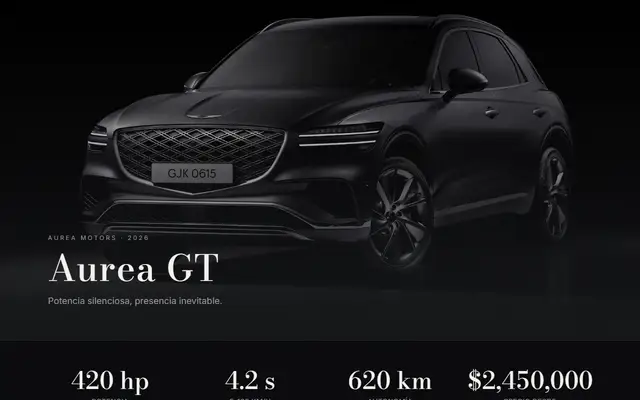 GJK 0615
AUREA MOTORS · 2026
Aurea GT
Potencia silenciosa, presencia inevitable.
420 hp
4.2 s
620 km
$2,450,000